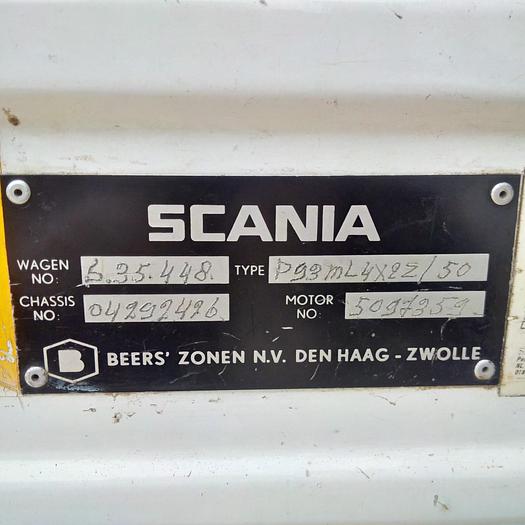 SCANIA
WAGEN NO: 6.35.448. TYPE P93ML4X2Z/50
CHASSIS NO: 04292426 MOTOR NO: 5097359
B BEERS' ZONEN N.V. DEN HAAG - ZWOLLE